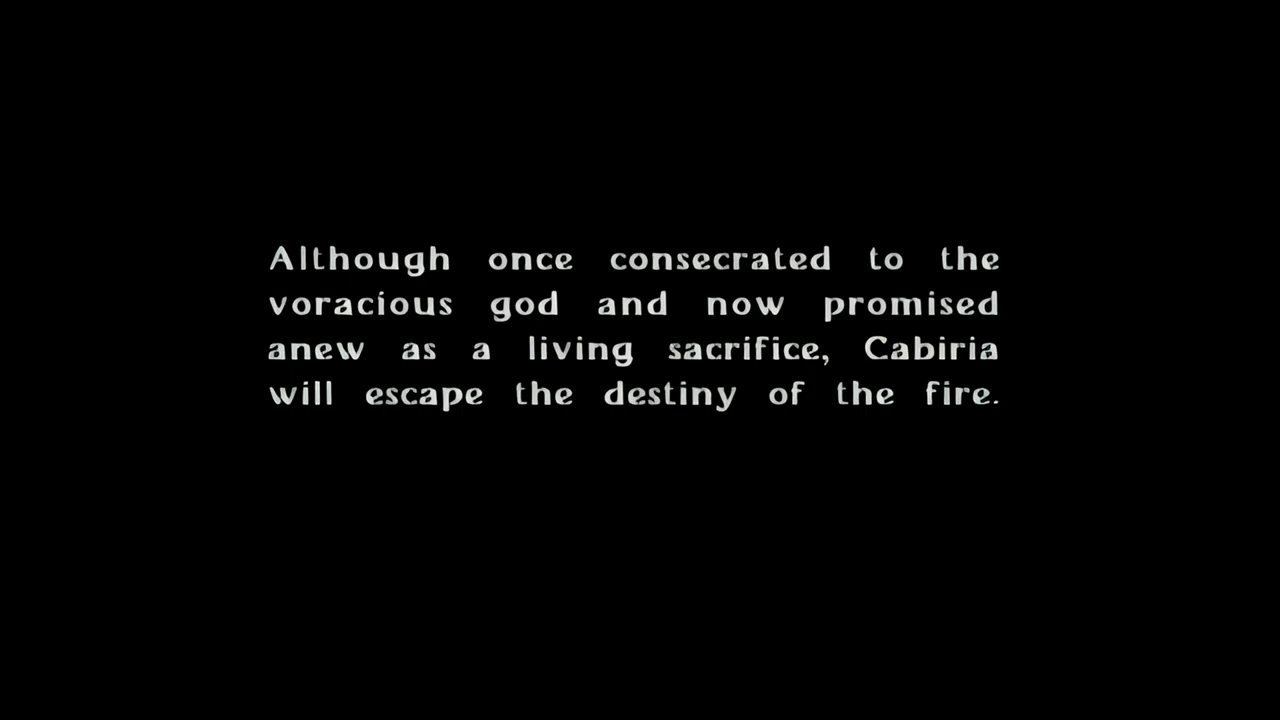 Although once consecrated to the
voracious god and now promised
anew as a living sacrifice, Cabiria
will escape the destiny of the fire.